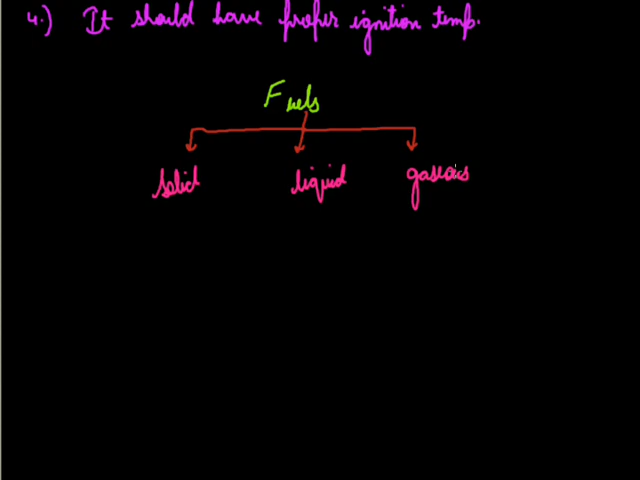 4.) It should have proper ignition temp.
Fuels
solid liquid gaseous